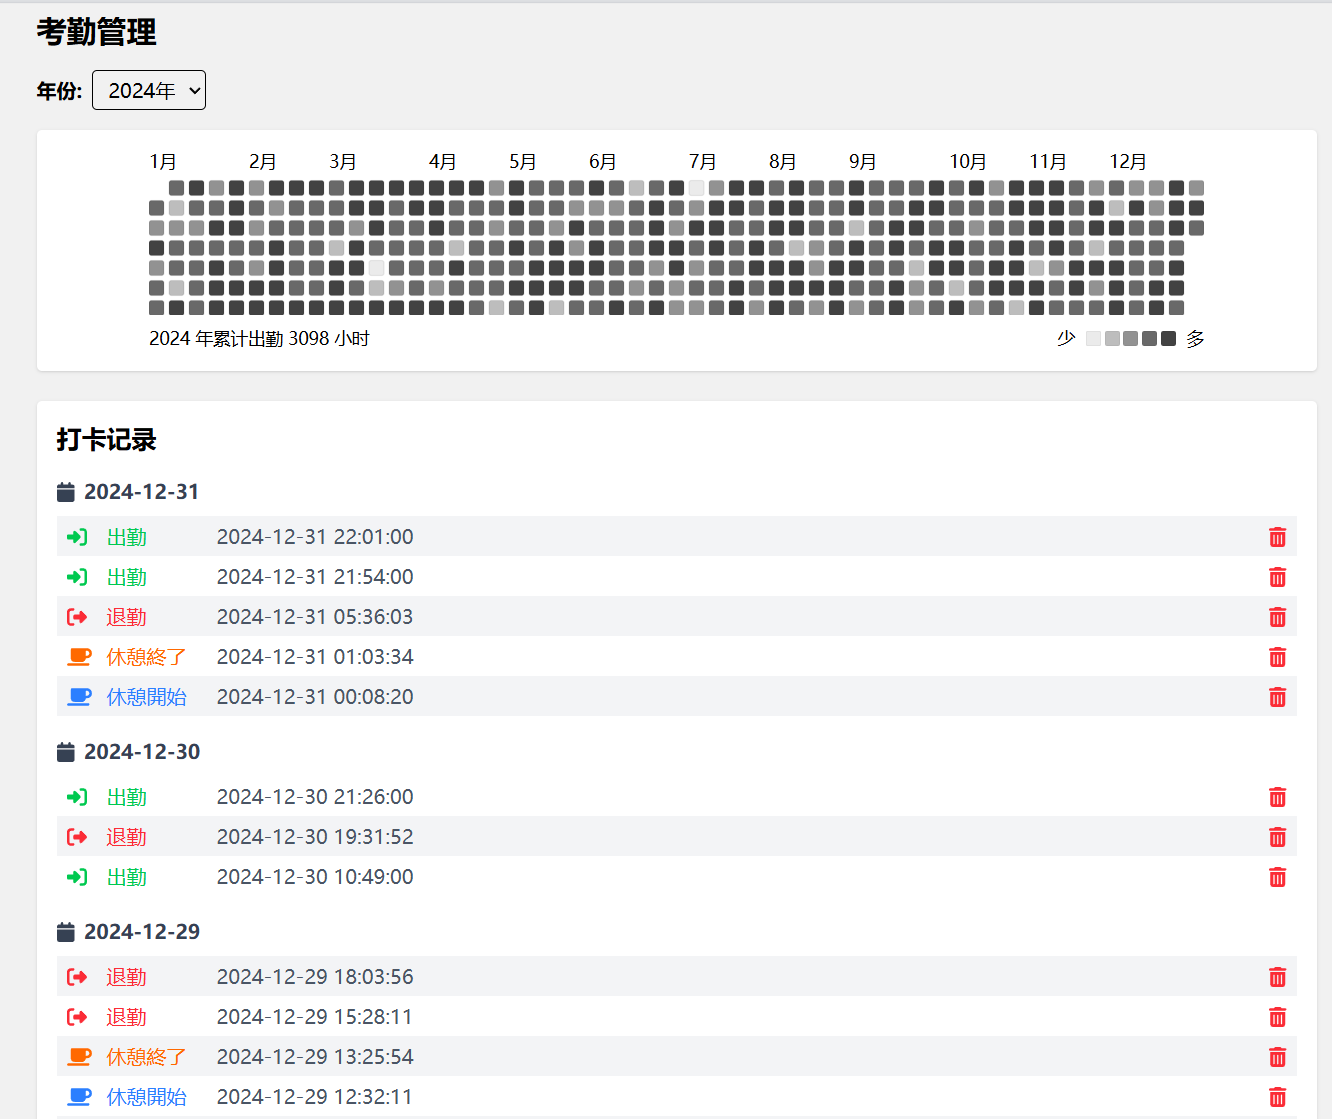 考勤管理
年份: 2024年
1月 2月 3月 4月 5月 6月 7月 8月 9月 10月 11月 12月
2024 年累计出勤 3098 小时 少 多
打卡记录
2024-12-31
出勤 2024-12-31 22:01:00
出勤 2024-12-31 21:54:00
退勤 2024-12-31 05:36:03
休憩終了 2024-12-31 01:03:34
休憩開始 2024-12-31 00:08:20
2024-12-30
出勤 2024-12-30 21:26:00
退勤 2024-12-30 19:31:52
出勤 2024-12-30 10:49:00
2024-12-29
退勤 2024-12-29 18:03:56
退勤 2024-12-29 15:28:11
休憩終了 2024-12-29 13:25:54
休憩開始 2024-12-29 12:32:11